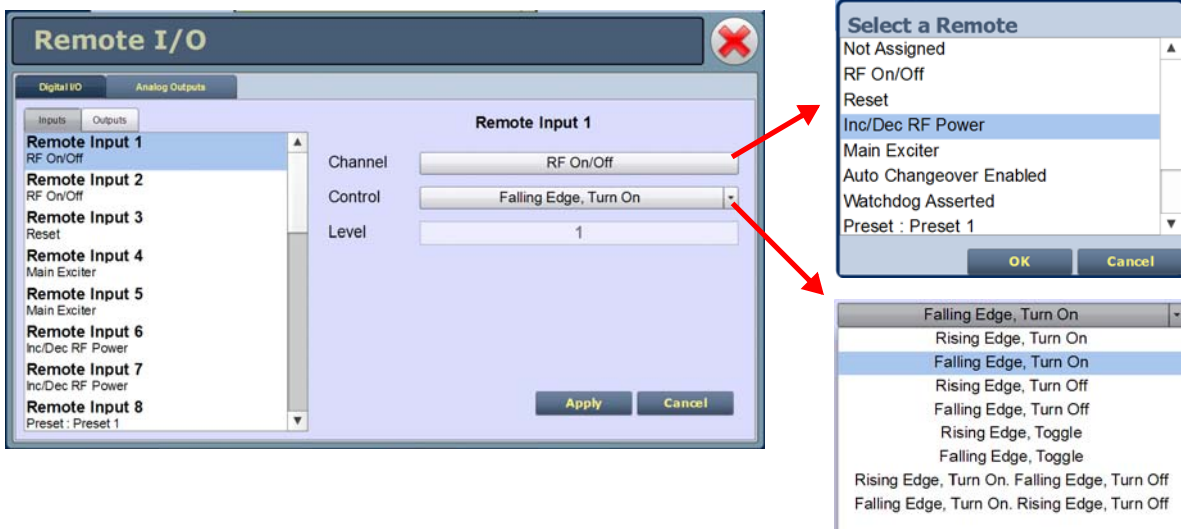 Remote I/O
Digital I/O
Analog Outputs
Inputs
Outputs
Remote Input 1
RF On/Off
Remote Input 2
RF On/Off
Remote Input 3
Reset
Remote Input 4
Main Exciter
Remote Input 5
Main Exciter
Remote Input 6
Inc/Dec RF Power
Remote Input 7
Inc/Dec RF Power
Remote Input 8
Preset : Preset 1
Remote Input 1
Channel
RF On/Off
Control
Falling Edge, Turn On
Level
1
Apply
Cancel
Select a Remote
Not Assigned
RF On/Off
Reset
Inc/Dec RF Power
Main Exciter
Auto Changeover Enabled
Watchdog Asserted
Preset : Preset 1
OK
Cancel
Falling Edge, Turn On
Rising Edge, Turn On
Falling Edge, Turn On
Rising Edge, Turn Off
Falling Edge, Turn Off
Rising Edge, Toggle
Falling Edge, Toggle
Rising Edge, Turn On. Falling Edge, Turn Off
Falling Edge, Turn On. Rising Edge, Turn Off